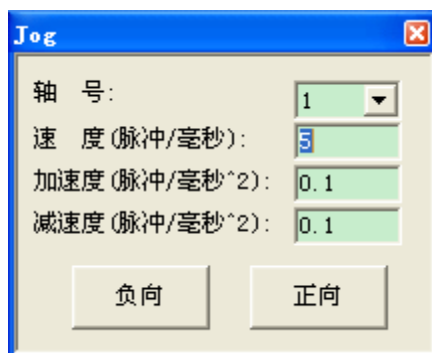 Jog
轴 号: 1
速 度(脉冲/毫秒): 5
加速度(脉冲/毫秒^2): 0.1
减速度(脉冲/毫秒^2): 0.1
负向 正向